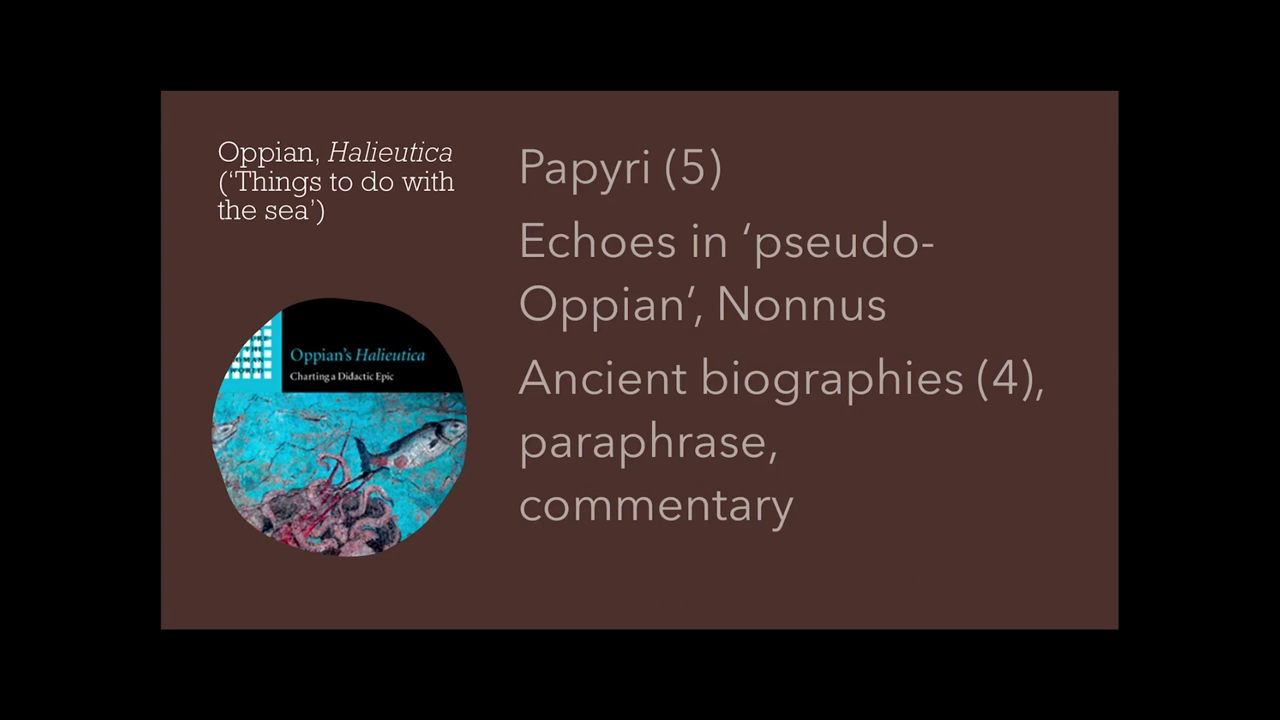 Oppian, Halieutica
(‘Things to do with
the sea’)
Oppian's Halieutica
Charting a Didactic Epic
Papyri (5)
Echoes in ‘pseudo-
Oppian’, Nonnus
Ancient biographies (4),
paraphrase,
commentary